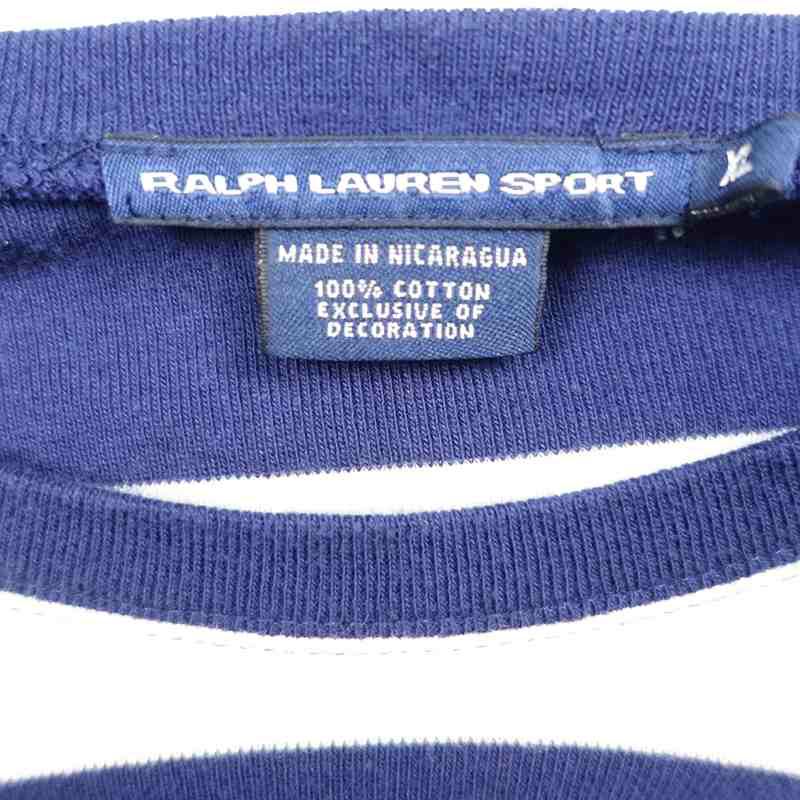 RALPH LAUREN SPORT
XL
MADE IN NICARAGUA
100% COTTON
EXCLUSIVE OF
DECORATION